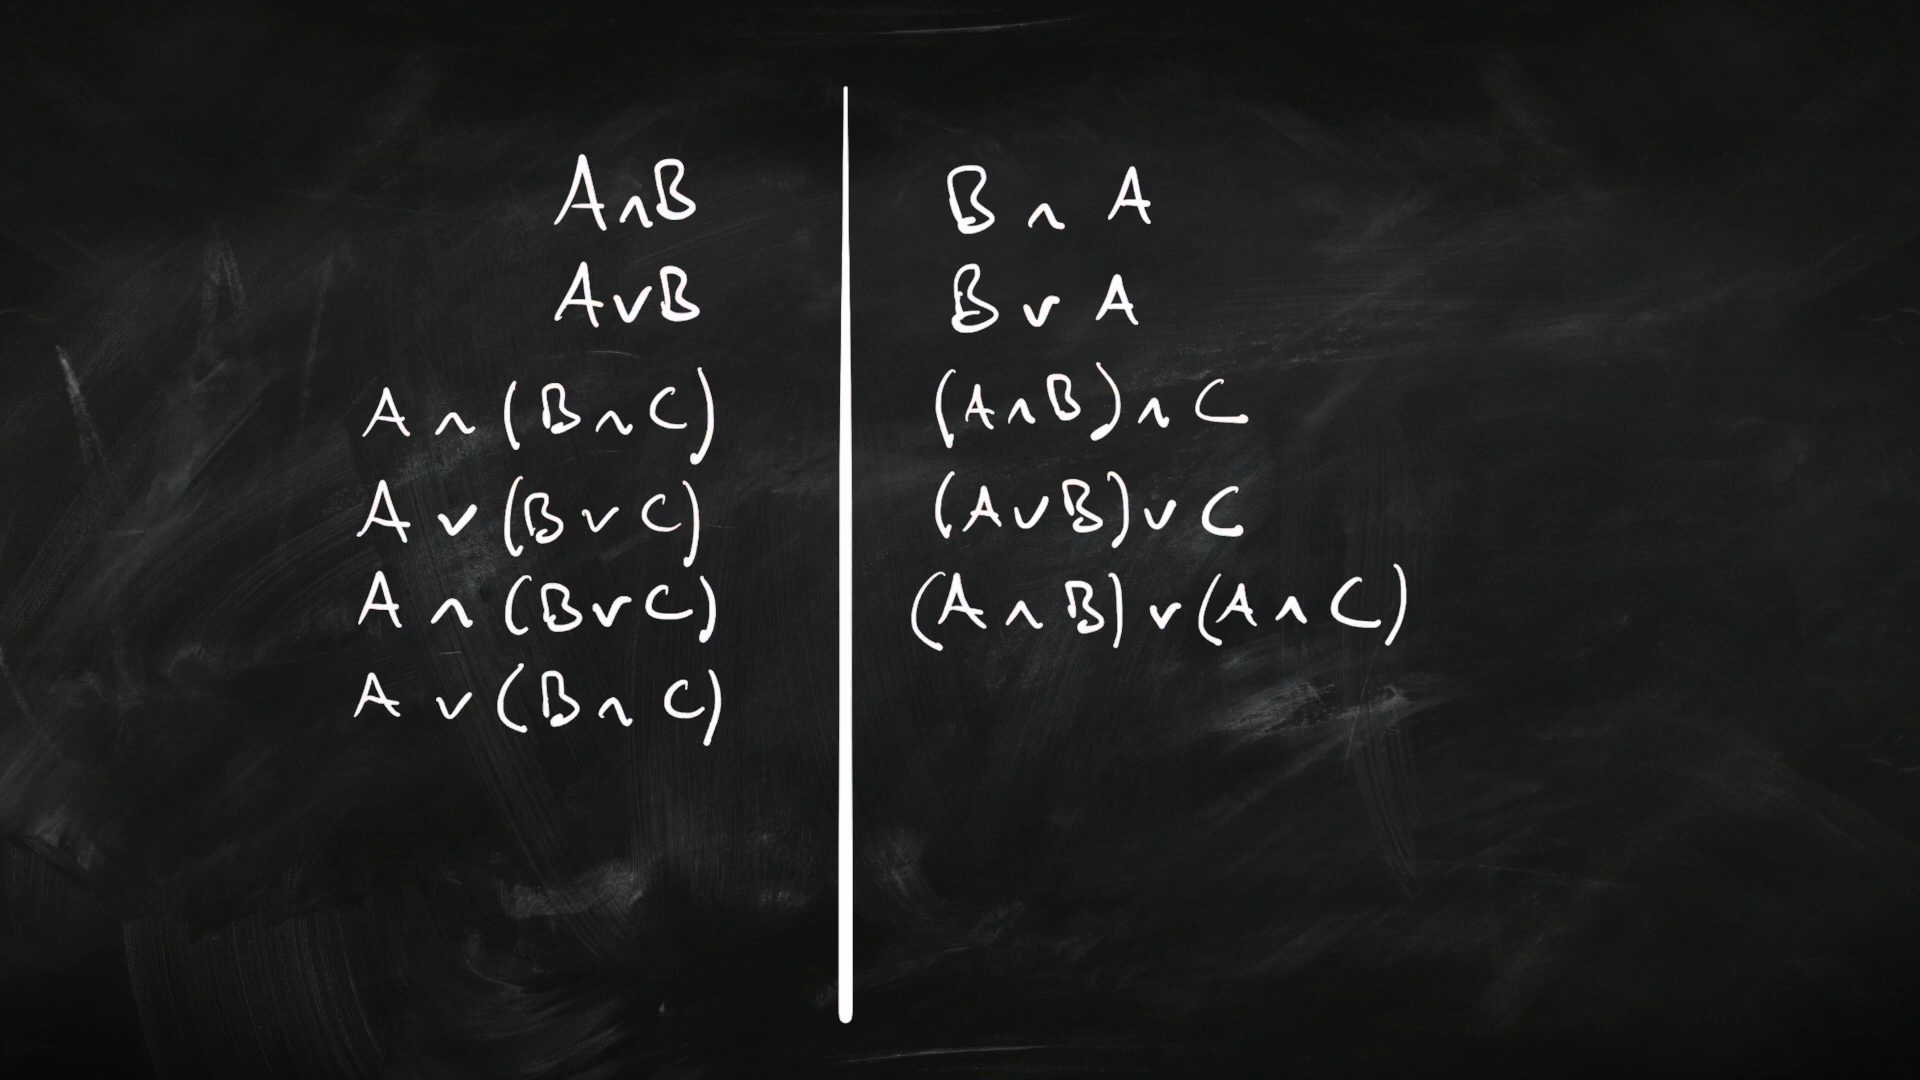 A∧B B∧A
A∨B B∨A
A∧(B∧C) (A∧B)∧C
A∨(B∨C) (A∨B)∨C
A∧(B∨C) (A∧B)∨(A∧C)
A∨(B∧C)